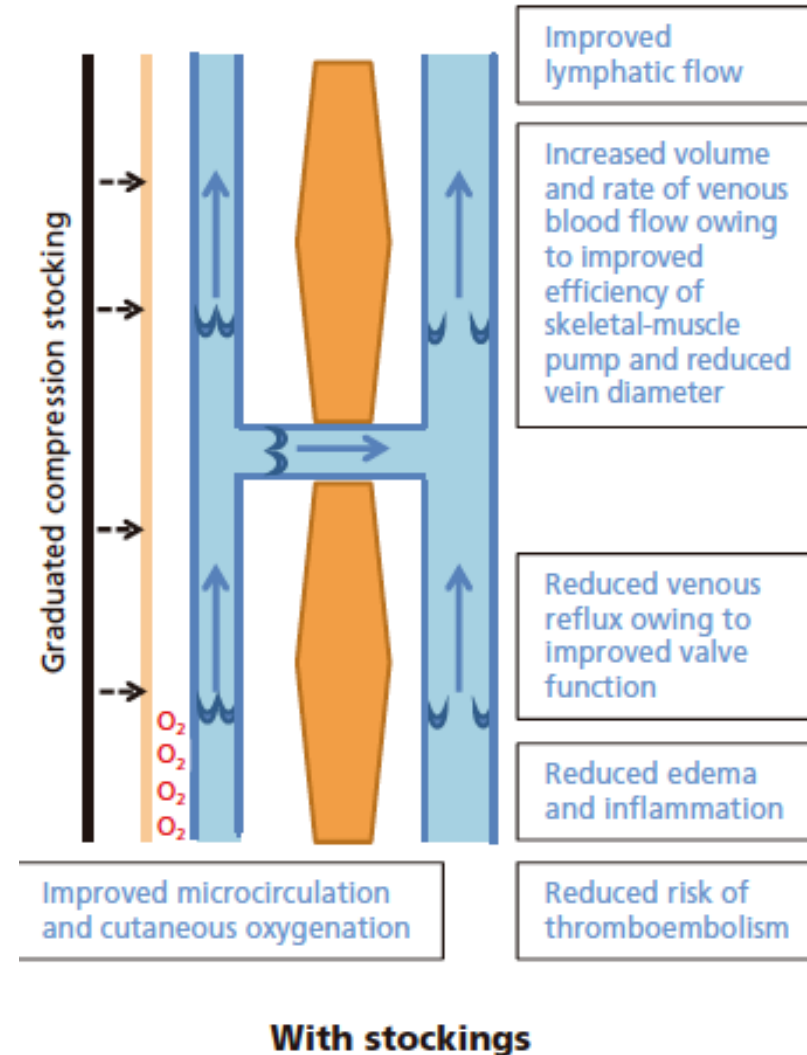 Improved
lymphatic flow
Increased volume
and rate of venous
blood flow owing
to improved
efficiency of
skeletal-muscle
pump and reduced
vein diameter
Graduated compression stocking
Reduced venous
reflux owing to
improved valve
function
O₂
O₂
O₂
O₂
Reduced edema
and inflammation
Improved microcirculation
and cutaneous oxygenation
Reduced risk of
thromboembolism
With stockings